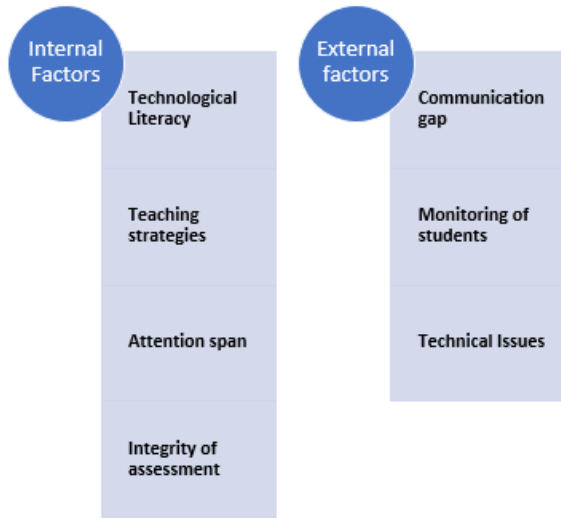 Internal
Factors
Technological
Literacy
Teaching
strategies
Attention span
Integrity of
assessment
External
factors
Communication
gap
Monitoring of
students
Technical Issues